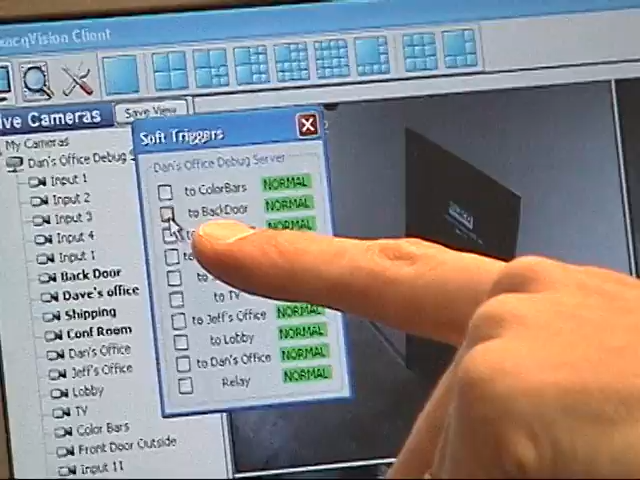 xacqVision Client
ive Cameras
Save View
My Cameras
Dan's Office Debug S
Input 1
Input 2
Input 3
Input 4
Input 1
Back Door
Dave's office
Shipping
Conf Room
Dan's Office
Jeff's Office
Lobby
TV
Color Bars
Front Door Outside
Input 11
Soft Triggers
Dan's Office Debug Server
to ColorBars NORMAL
to BackDoor NORMAL
NORMAL
to TV
to Jeff's Office NORMAL
to Lobby NORMAL
to Dan's Office NORMAL
Relay NORMAL